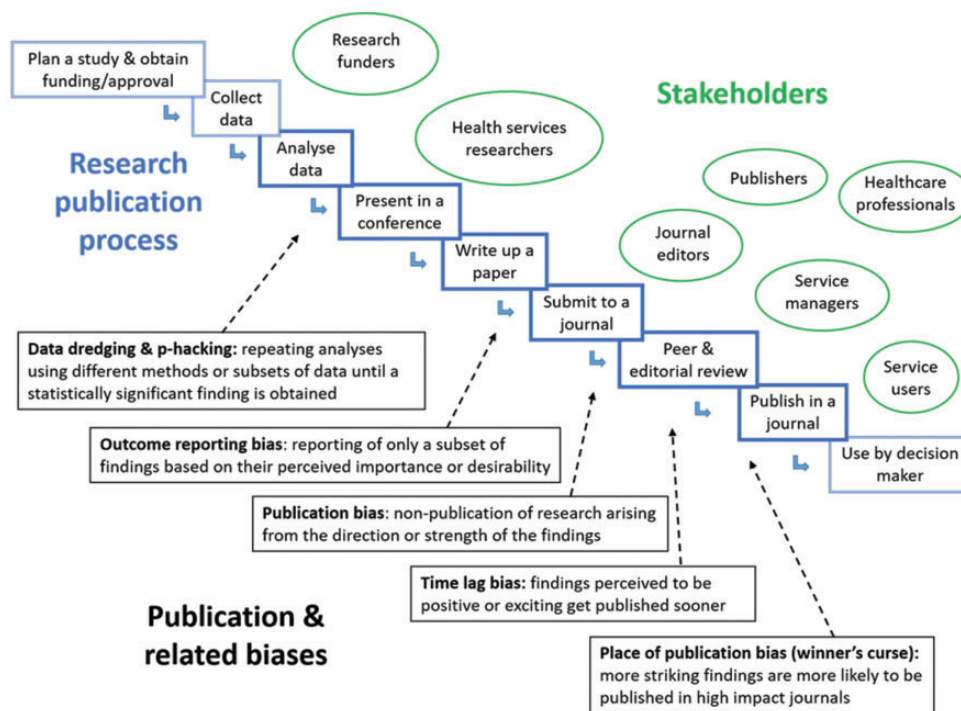 Plan a study & obtain
funding/approval
Collect
data
Analyse
data
Present in a
conference
Write up a
paper
Submit to a
journal
Peer &
editorial review
Publish in a
journal
Use by decision
maker
Research
publication
process
Research
funders
Health services
researchers
Stakeholders
Publishers
Healthcare
professionals
Journal
editors
Service
managers
Service
users
Data dredging & p-hacking: repeating analyses
using different methods or subsets of data until a
statistically significant finding is obtained
Outcome reporting bias: reporting of only a subset of
findings based on their perceived importance or desirability
Publication bias: non-publication of research arising
from the direction or strength of the findings
Time lag bias: findings perceived to be
positive or exciting get published sooner
Place of publication bias (winner's curse):
more striking findings are more likely to be
published in high impact journals
Publication &
related biases